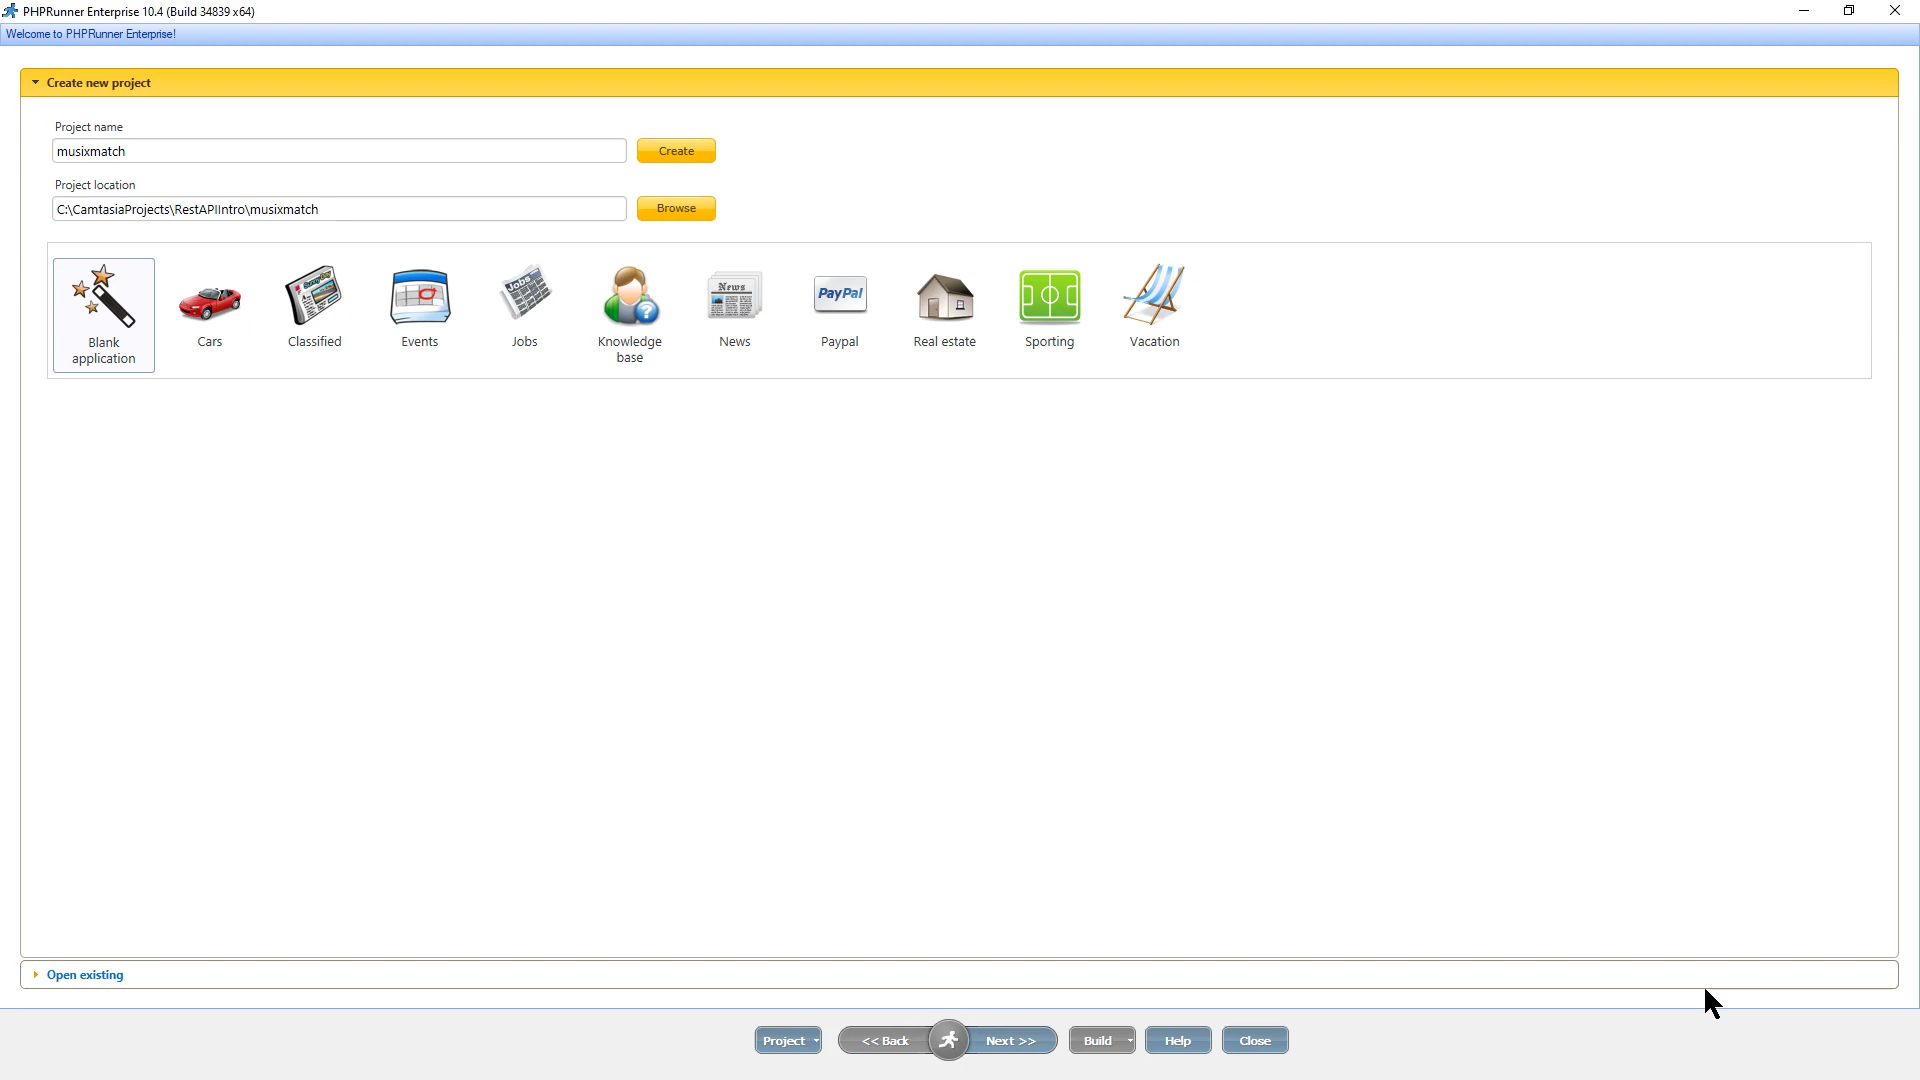 PHPRunner Enterprise 10.4 (Build 34839 x64)
Welcome to PHPRunner Enterprise!
Create new project
Project name
musixmatch
Create
Project location
C:\CamtasiaProjects\RestAPIIntro\musixmatch
Browse
Jobs
News
PayPal
Blank application
Cars
Classified
Events
Jobs
Knowledge base
News
Paypal
Real estate
Sporting
Vacation
Open existing
Project
<< Back
Next >>
Build
Help
Close